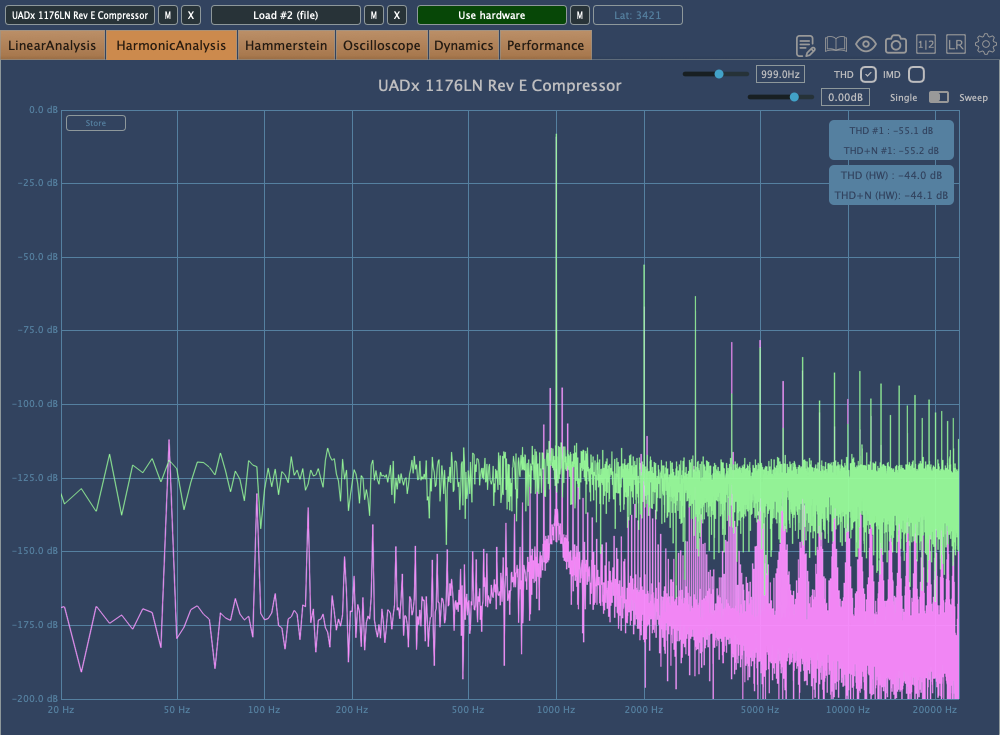 UADx 1176LN Rev E Compressor M X Load #2 (file) M X Use hardware M Lat: 3421
LinearAnalysis HarmonicAnalysis Hammerstein Oscilloscope Dynamics Performance 1|2 LR
UADx 1176LN Rev E Compressor
999.0Hz THD IMD
0.00dB Single Sweep
0.0 dB
Store
THD #1 : -55.1 dB
THD+N #1: -55.2 dB
THD (HW) : -44.0 dB
THD+N (HW): -44.1 dB
-25.0 dB
-50.0 dB
-75.0 dB
-100.0 dB
-125.0 dB
-150.0 dB
-175.0 dB
-200.0 dB
20 Hz 50 Hz 100 Hz 200 Hz 500 Hz 1000 Hz 2000 Hz 5000 Hz 10000 Hz 20000 Hz